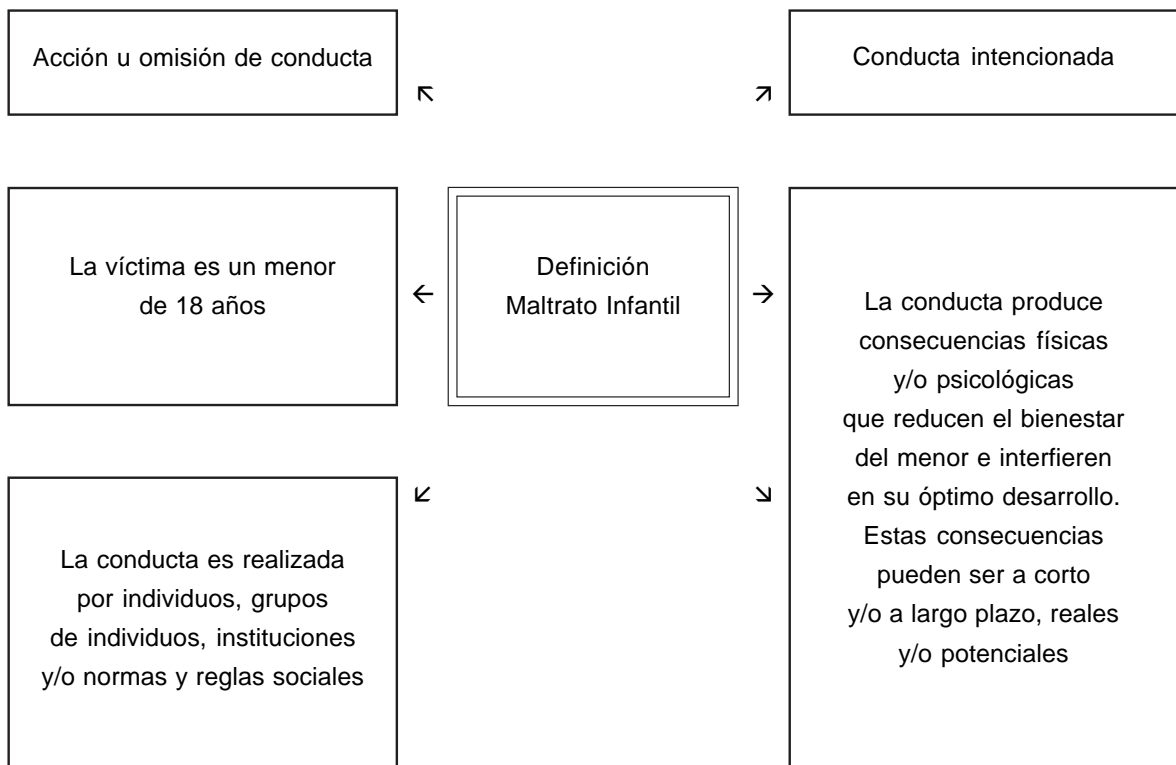 Acción u omisión de conducta
Conducta intencionada
La víctima es un menor
de 18 años
Definición
Maltrato Infantil
La conducta produce
consecuencias físicas
y/o psicológicas
que reducen el bienestar
del menor e interfieren
en su óptimo desarrollo.
Estas consecuencias
pueden ser a corto
y/o a largo plazo, reales
y/o potenciales
La conducta es realizada
por individuos, grupos
de individuos, instituciones
y/o normas y reglas sociales